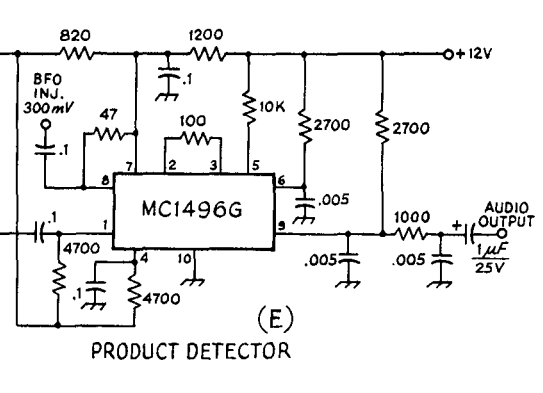 820
1200
+12V
BFO
INJ.
300mV
.1
.1
47
100
10K
2700
2700
7
2
3
5
8
6
MC1496G
.005
.1
1
9
1000
+
AUDIO
OUTPUT
4700
4
10
.005
.005
1µF
25V
.1
4700
(E)
PRODUCT DETECTOR